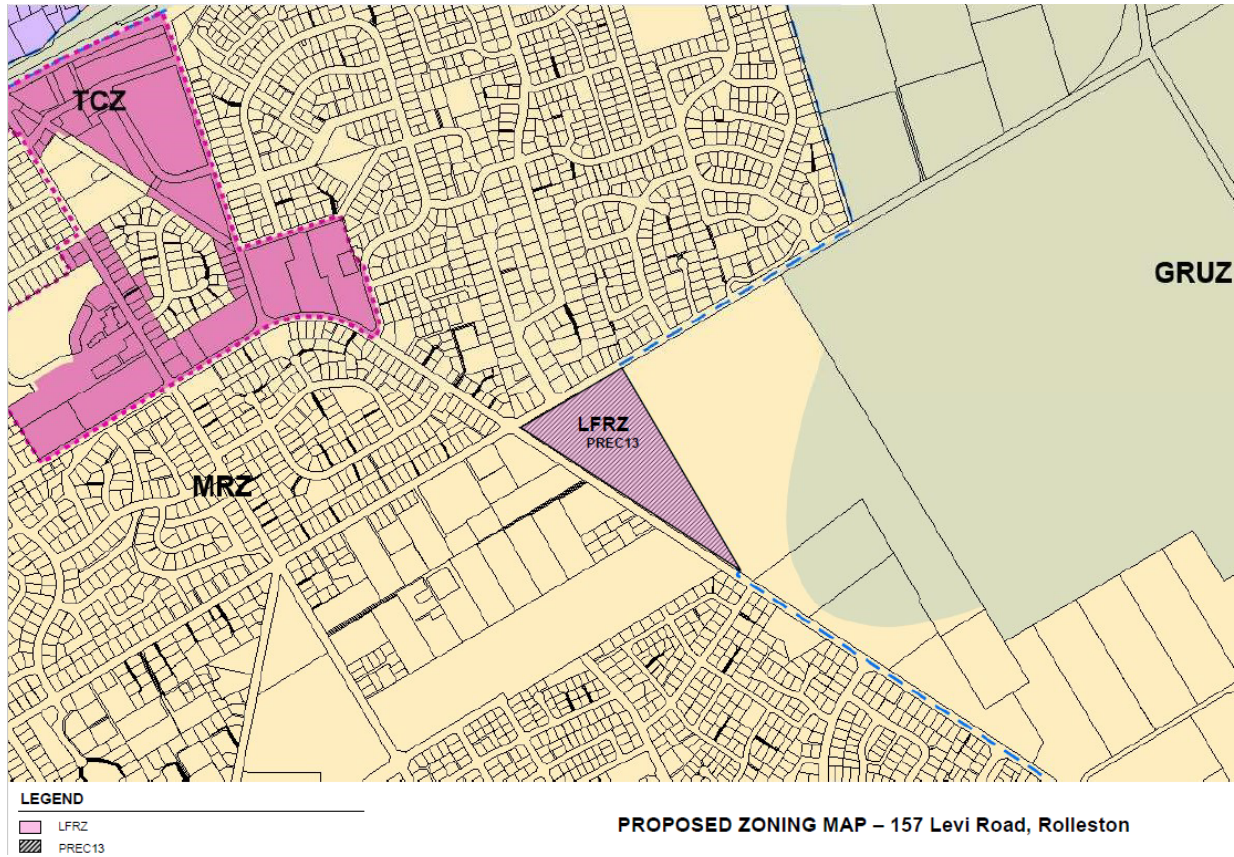 TCZ
GRUZ
LFRZ
PREC13
MRZ
LEGEND
LFRZ
PREC13
PROPOSED ZONING MAP – 157 Levi Road, Rolleston